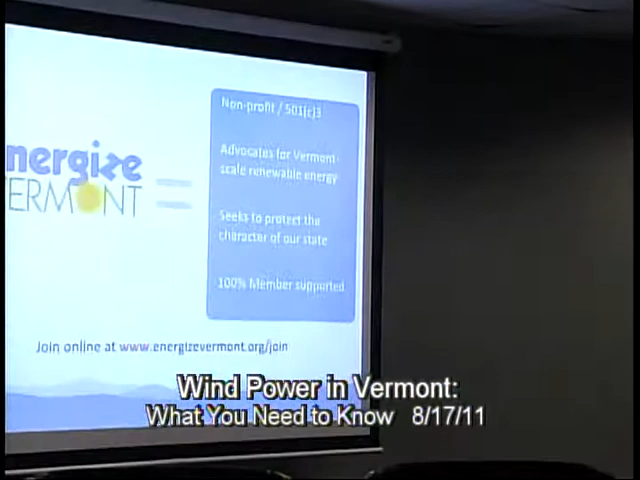 nergize
ERMONT
=
Non-profit / 501(c)3
Advocates for Vermont-
scale renewable energy
Seeks to protect the
character of our state
100% Member supported
Join online at www.energizevermont.org/join
Wind Power in Vermont:
What You Need to Know 8/17/11